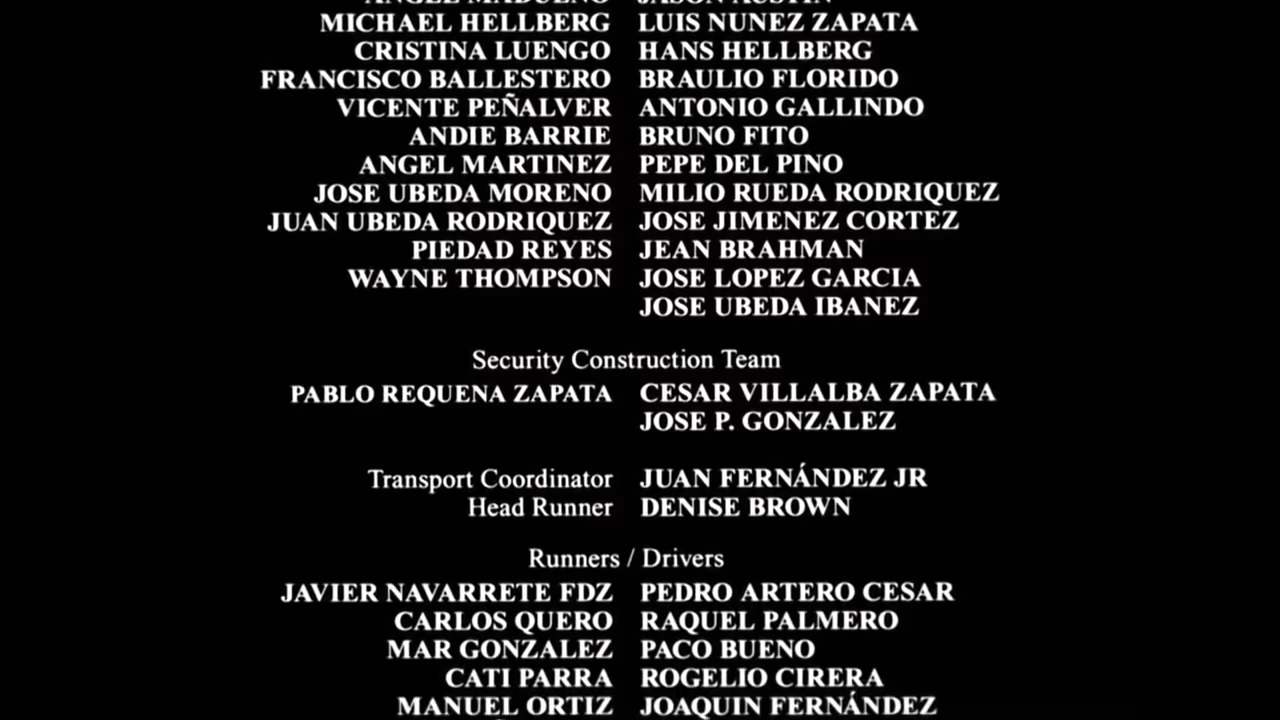 ANGEL MADUEÑO JASON AUSTIN
MICHAEL HELLBERG LUIS NUNEZ ZAPATA
CRISTINA LUENGO HANS HELLBERG
FRANCISCO BALLESTERO BRAULIO FLORIDO
VICENTE PEÑALVER ANTONIO GALLINDO
ANDIE BARRIE BRUNO FITO
ANGEL MARTINEZ PEPE DEL PINO
JOSE UBEDA MORENO MILIO RUEDA RODRIQUEZ
JUAN UBEDA RODRIQUEZ JOSE JIMENEZ CORTEZ
PIEDAD REYES JEAN BRAHMAN
WAYNE THOMPSON JOSE LOPEZ GARCIA
JOSE UBEDA IBANEZ
Security Construction Team
PABLO REQUENA ZAPATA CESAR VILLALBA ZAPATA
JOSE P. GONZALEZ
Transport Coordinator JUAN FERNÁNDEZ JR
Head Runner DENISE BROWN
Runners / Drivers
JAVIER NAVARRETE FDZ PEDRO ARTERO CESAR
CARLOS QUERO RAQUEL PALMERO
MAR GONZALEZ PACO BUENO
CATI PARRA ROGELIO CIRERA
MANUEL ORTIZ JOAQUIN FERNÁNDEZ